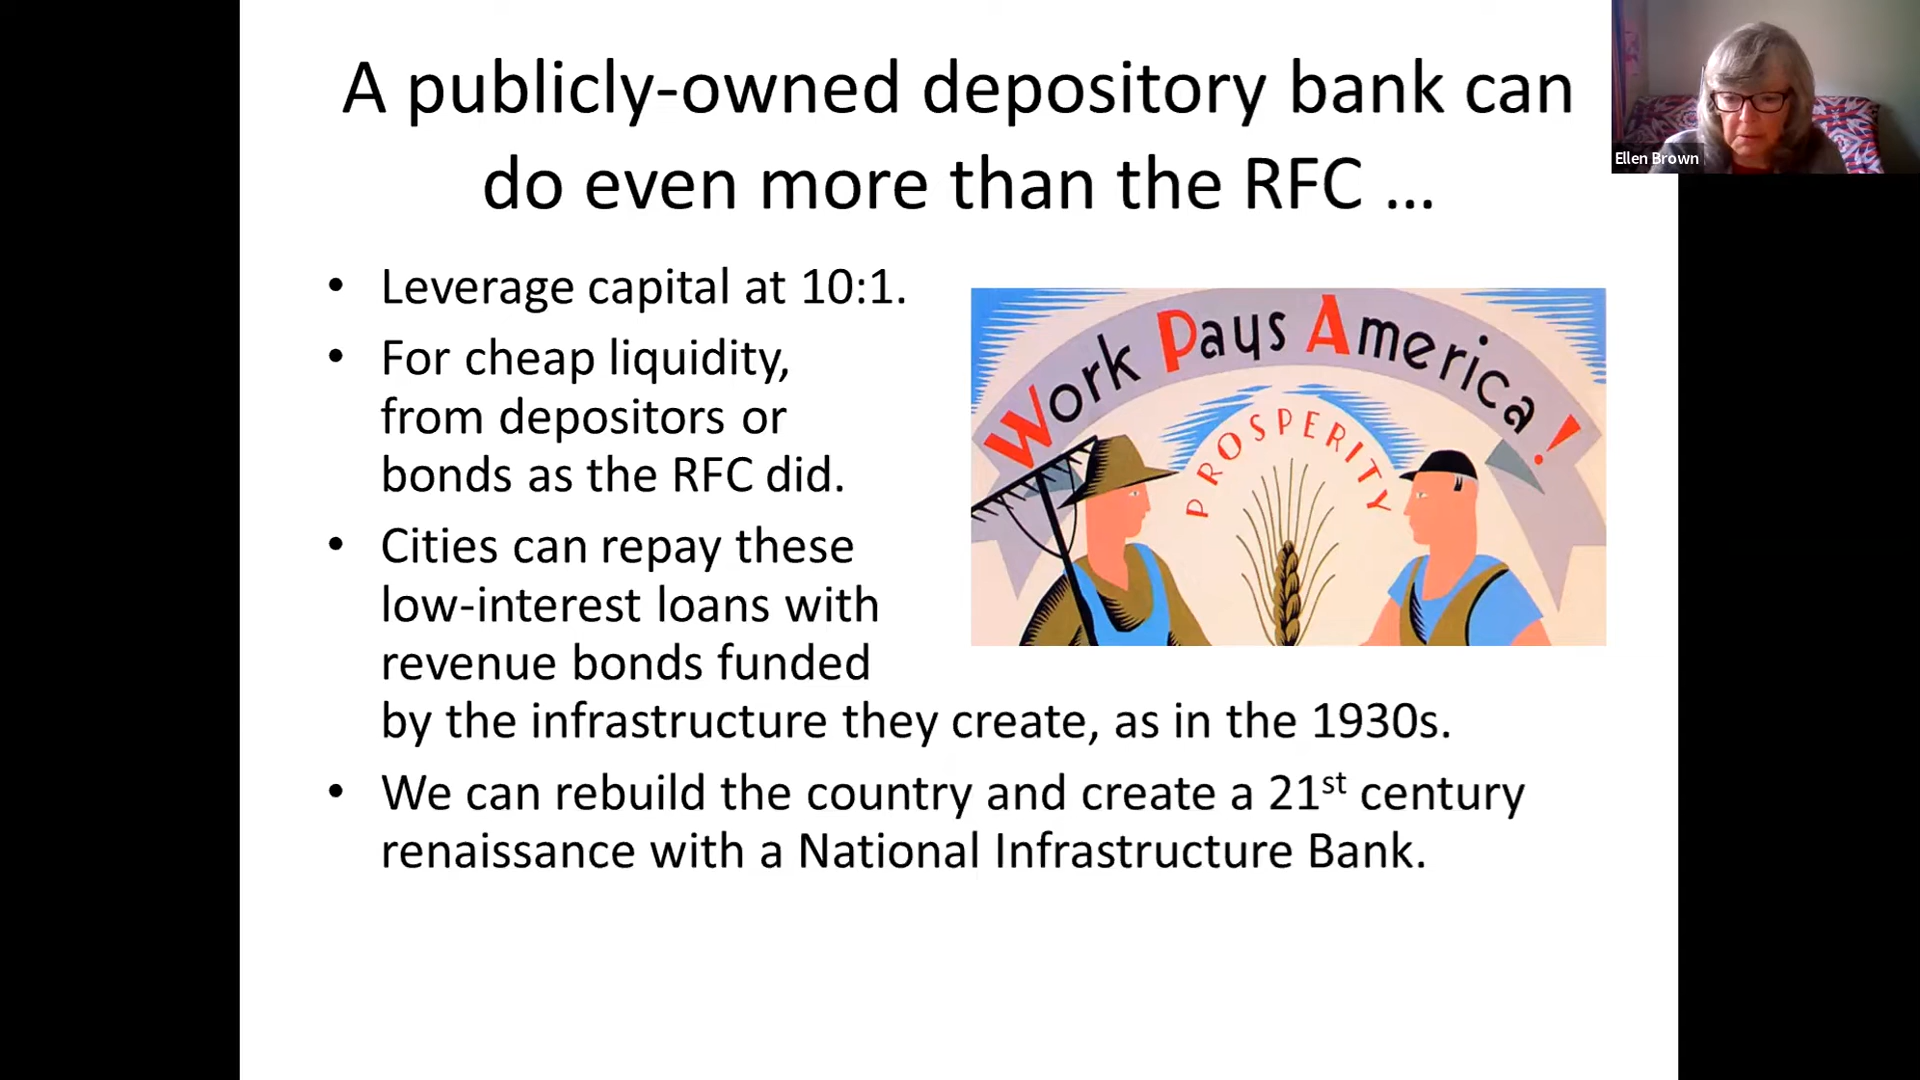 A publicly-owned depository bank can
do even more than the RFC ...
Ellen Brown
• Leverage capital at 10:1.
• For cheap liquidity,
from depositors or
bonds as the RFC did.
• Cities can repay these
low-interest loans with
revenue bonds funded
by the infrastructure they create, as in the 1930s.
• We can rebuild the country and create a 21st century
renaissance with a National Infrastructure Bank.
Work Pays America!
PROSPERITY